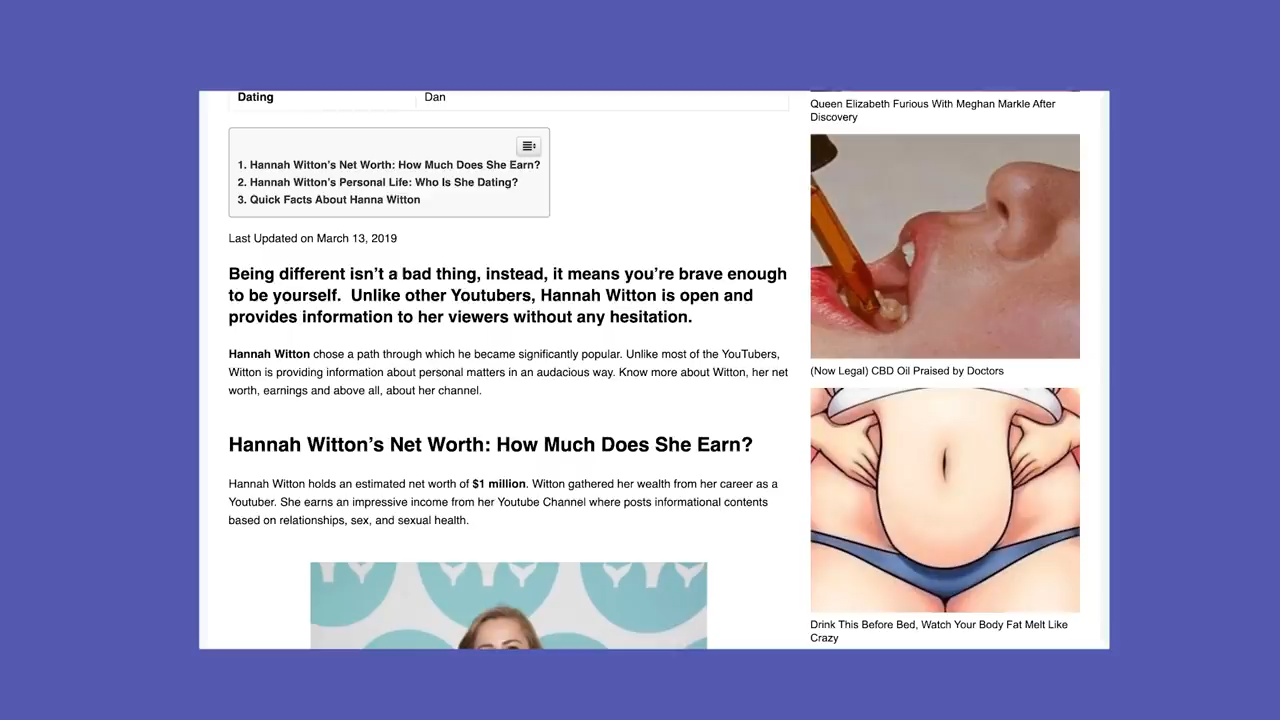 Dating Dan
1. Hannah Witton's Net Worth: How Much Does She Earn?
2. Hannah Witton's Personal Life: Who Is She Dating?
3. Quick Facts About Hanna Witton
Last Updated on March 13, 2019
Being different isn't a bad thing, instead, it means you're brave enough
to be yourself.  Unlike other Youtubers, Hannah Witton is open and
provides information to her viewers without any hesitation.
Hannah Witton chose a path through which he became significantly popular. Unlike most of the YouTubers,
Witton is providing information about personal matters in an audacious way. Know more about Witton, her net
worth, earnings and above all, about her channel.
Hannah Witton's Net Worth: How Much Does She Earn?
Hannah Witton holds an estimated net worth of $1 million. Witton gathered her wealth from her career as a
Youtuber. She earns an impressive income from her Youtube Channel where posts informational contents
based on relationships, sex, and sexual health.
Queen Elizabeth Furious With Meghan Markle After
Discovery
(Now Legal) CBD Oil Praised by Doctors
Drink This Before Bed, Watch Your Body Fat Melt Like
Crazy